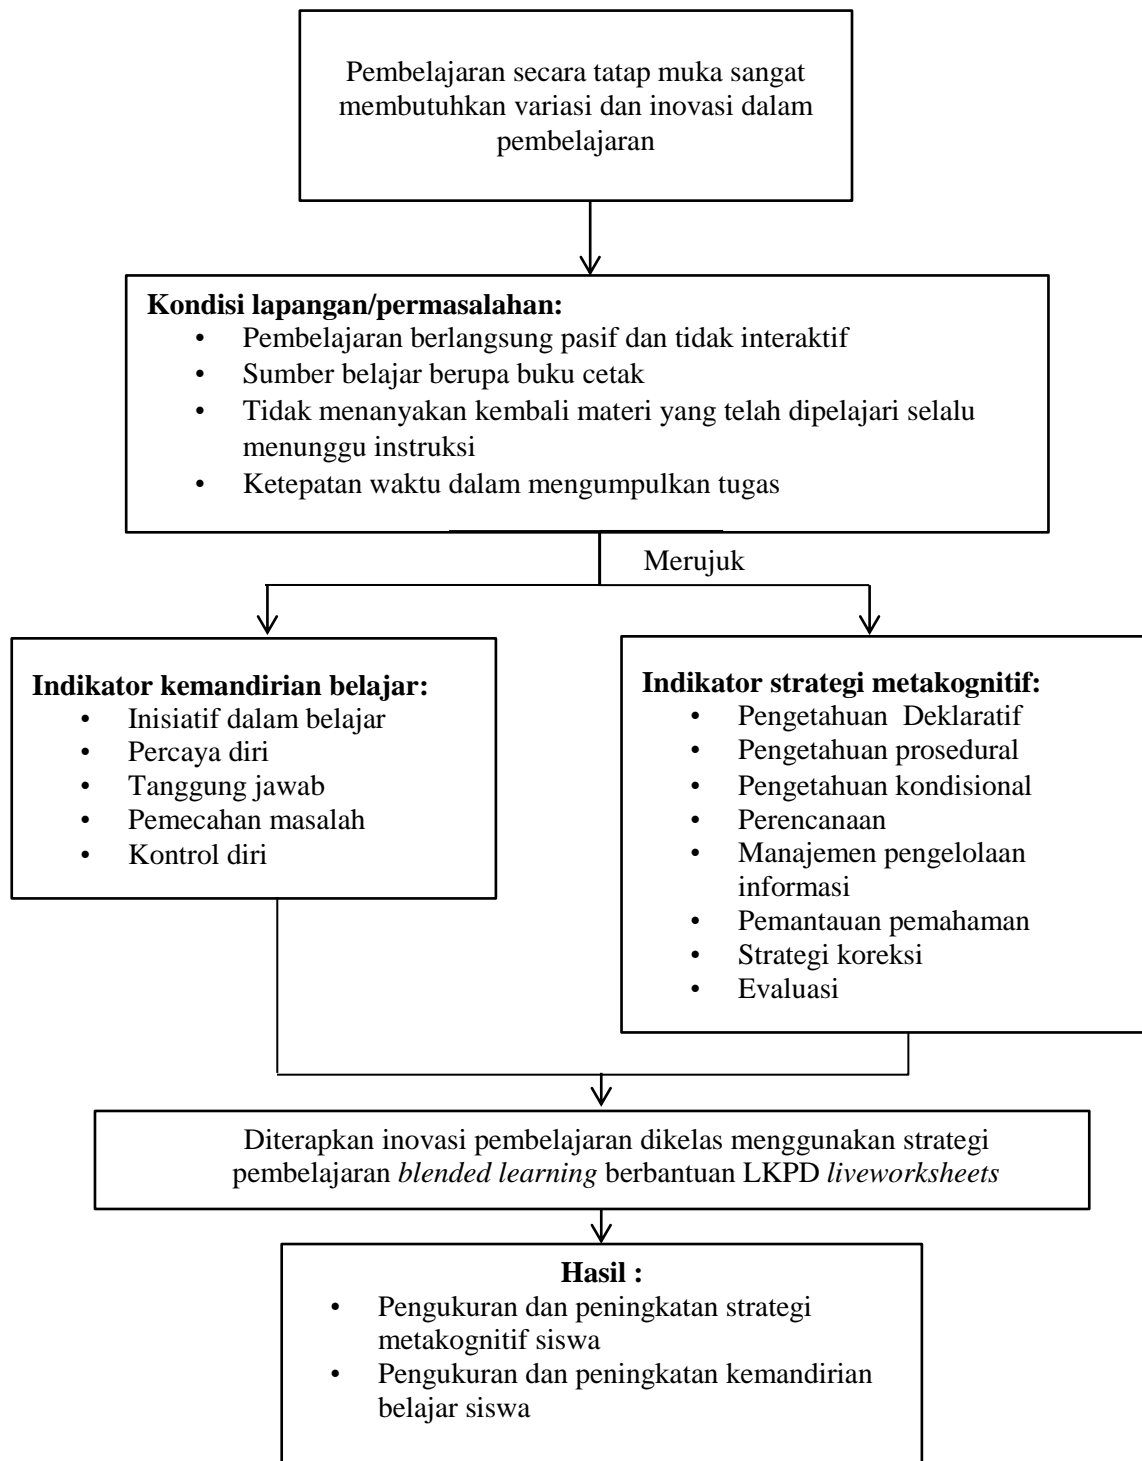 Pembelajaran secara tatap muka sangat
membutuhkan variasi dan inovasi dalam
pembelajaran
Kondisi lapangan/permasalahan:
• Pembelajaran berlangsung pasif dan tidak interaktif
• Sumber belajar berupa buku cetak
• Tidak menanyakan kembali materi yang telah dipelajari selalu
menunggu instruksi
• Ketepatan waktu dalam mengumpulkan tugas
Merujuk
Indikator kemandirian belajar:
• Inisiatif dalam belajar
• Percaya diri
• Tanggung jawab
• Pemecahan masalah
• Kontrol diri
Indikator strategi metakognitif:
• Pengetahuan Deklaratif
• Pengetahuan prosedural
• Pengetahuan kondisional
• Perencanaan
• Manajemen pengelolaan
informasi
• Pemantauan pemahaman
• Strategi koreksi
• Evaluasi
Diterapkan inovasi pembelajaran dikelas menggunakan strategi
pembelajaran blended learning berbantuan LKPD liveworksheets
Hasil :
• Pengukuran dan peningkatan strategi
metakognitif siswa
• Pengukuran dan peningkatan kemandirian
belajar siswa